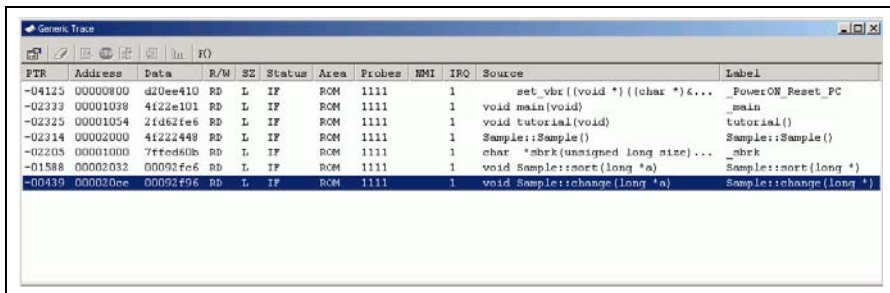 Generic Trace
F()
PTR Address Data R/W SZ Status Area Probes NMI IRQ Source Label
-04125 00000800 d20ee410 RD L IF ROM 1111 1 set_vbr((void *)((char *)&... _PowerON_Reset_PC
-02333 00001038 4f22e101 RD L IF ROM 1111 1 void main(void) _main
-02325 00001054 2fd62fe6 RD L IF ROM 1111 1 void tutorial(void) tutorial()
-02314 00002000 4f222448 RD L IF ROM 1111 1 Sample::Sample() Sample::Sample()
-02205 00001000 7ffcd60b RD L IF ROM 1111 1 char *sbrk(unsigned long size)... _sbrk
-01588 00002032 00092fc6 RD L IF ROM 1111 1 void Sample::sort(long *a) Sample::sort(long *)
-00439 000020ce 00092f96 RD L IF ROM 1111 1 void Sample::change(long *a) Sample::change(long *)